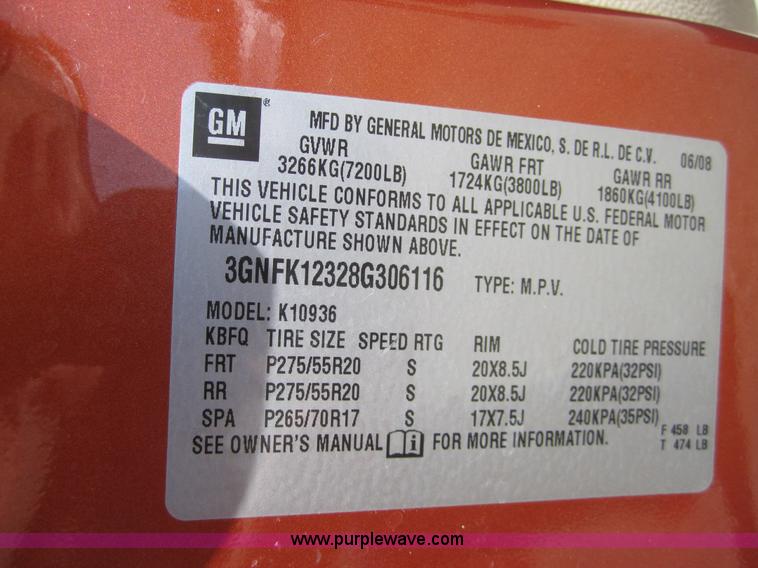 GM ® MFD BY GENERAL MOTORS DE MEXICO, S. DE R.L. DE C.V. 06/08
GVWR GAWR FRT GAWR RR
3266KG(7200LB) 1724KG(3800LB) 1860KG(4100LB)
THIS VEHICLE CONFORMS TO ALL APPLICABLE U.S. FEDERAL MOTOR
VEHICLE SAFETY STANDARDS IN EFFECT ON THE DATE OF
MANUFACTURE SHOWN ABOVE.
3GNFK12328G306116 TYPE: M.P.V.
MODEL: K10936
KBFQ TIRE SIZE SPEED RTG RIM COLD TIRE PRESSURE
FRT P275/55R20 S 20X8.5J 220KPA(32PSI)
RR P275/55R20 S 20X8.5J 220KPA(32PSI)
SPA P265/70R17 S 17X7.5J 240KPA(35PSI)
F 458 LB
SEE OWNER'S MANUAL i FOR MORE INFORMATION. T 474 LB
www.purplewave.com